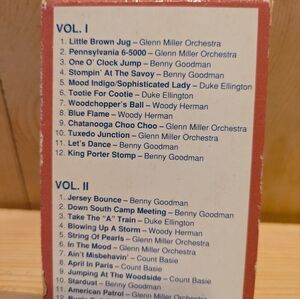 VOL. I
1. Little Brown Jug – Glenn Miller Orchestra
2. Pennsylvania 6-5000 – Glenn Miller Orchestra
3. One O' Clock Jump – Benny Goodman
4. Stompin' At The Savoy – Benny Goodman
5. Mood Indigo/Sophisticated Lady – Duke Ellington
6. Tootie For Cootie – Duke Ellington
7. Woodchopper's Ball – Woody Herman
8. Blue Flame – Woody Herman
9. Chatanooga Choo Choo – Glenn Miller Orchestra
10. Tuxedo Junction – Glenn Miller Orchestra
11. Let's Dance – Benny Goodman
12. King Porter Stomp – Benny Goodman
VOL. II
1. Jersey Bounce – Benny Goodman
2. Down South Camp Meeting – Benny Goodman
3. Take The "A" Train – Duke Ellington
4. Blowing Up A Storm – Woody Herman
5. String Of Pearls – Glenn Miller Orchestra
6. In The Mood – Glenn Miller Orchestra
7. Ain't Misbehavin' – Count Basie
8. April In Paris – Count Basie
9. Jumping At The Woodside – Count Basie
10. Stardust – Benny Goodman
11. American Patrol – Glenn Miller Orchestra
12.